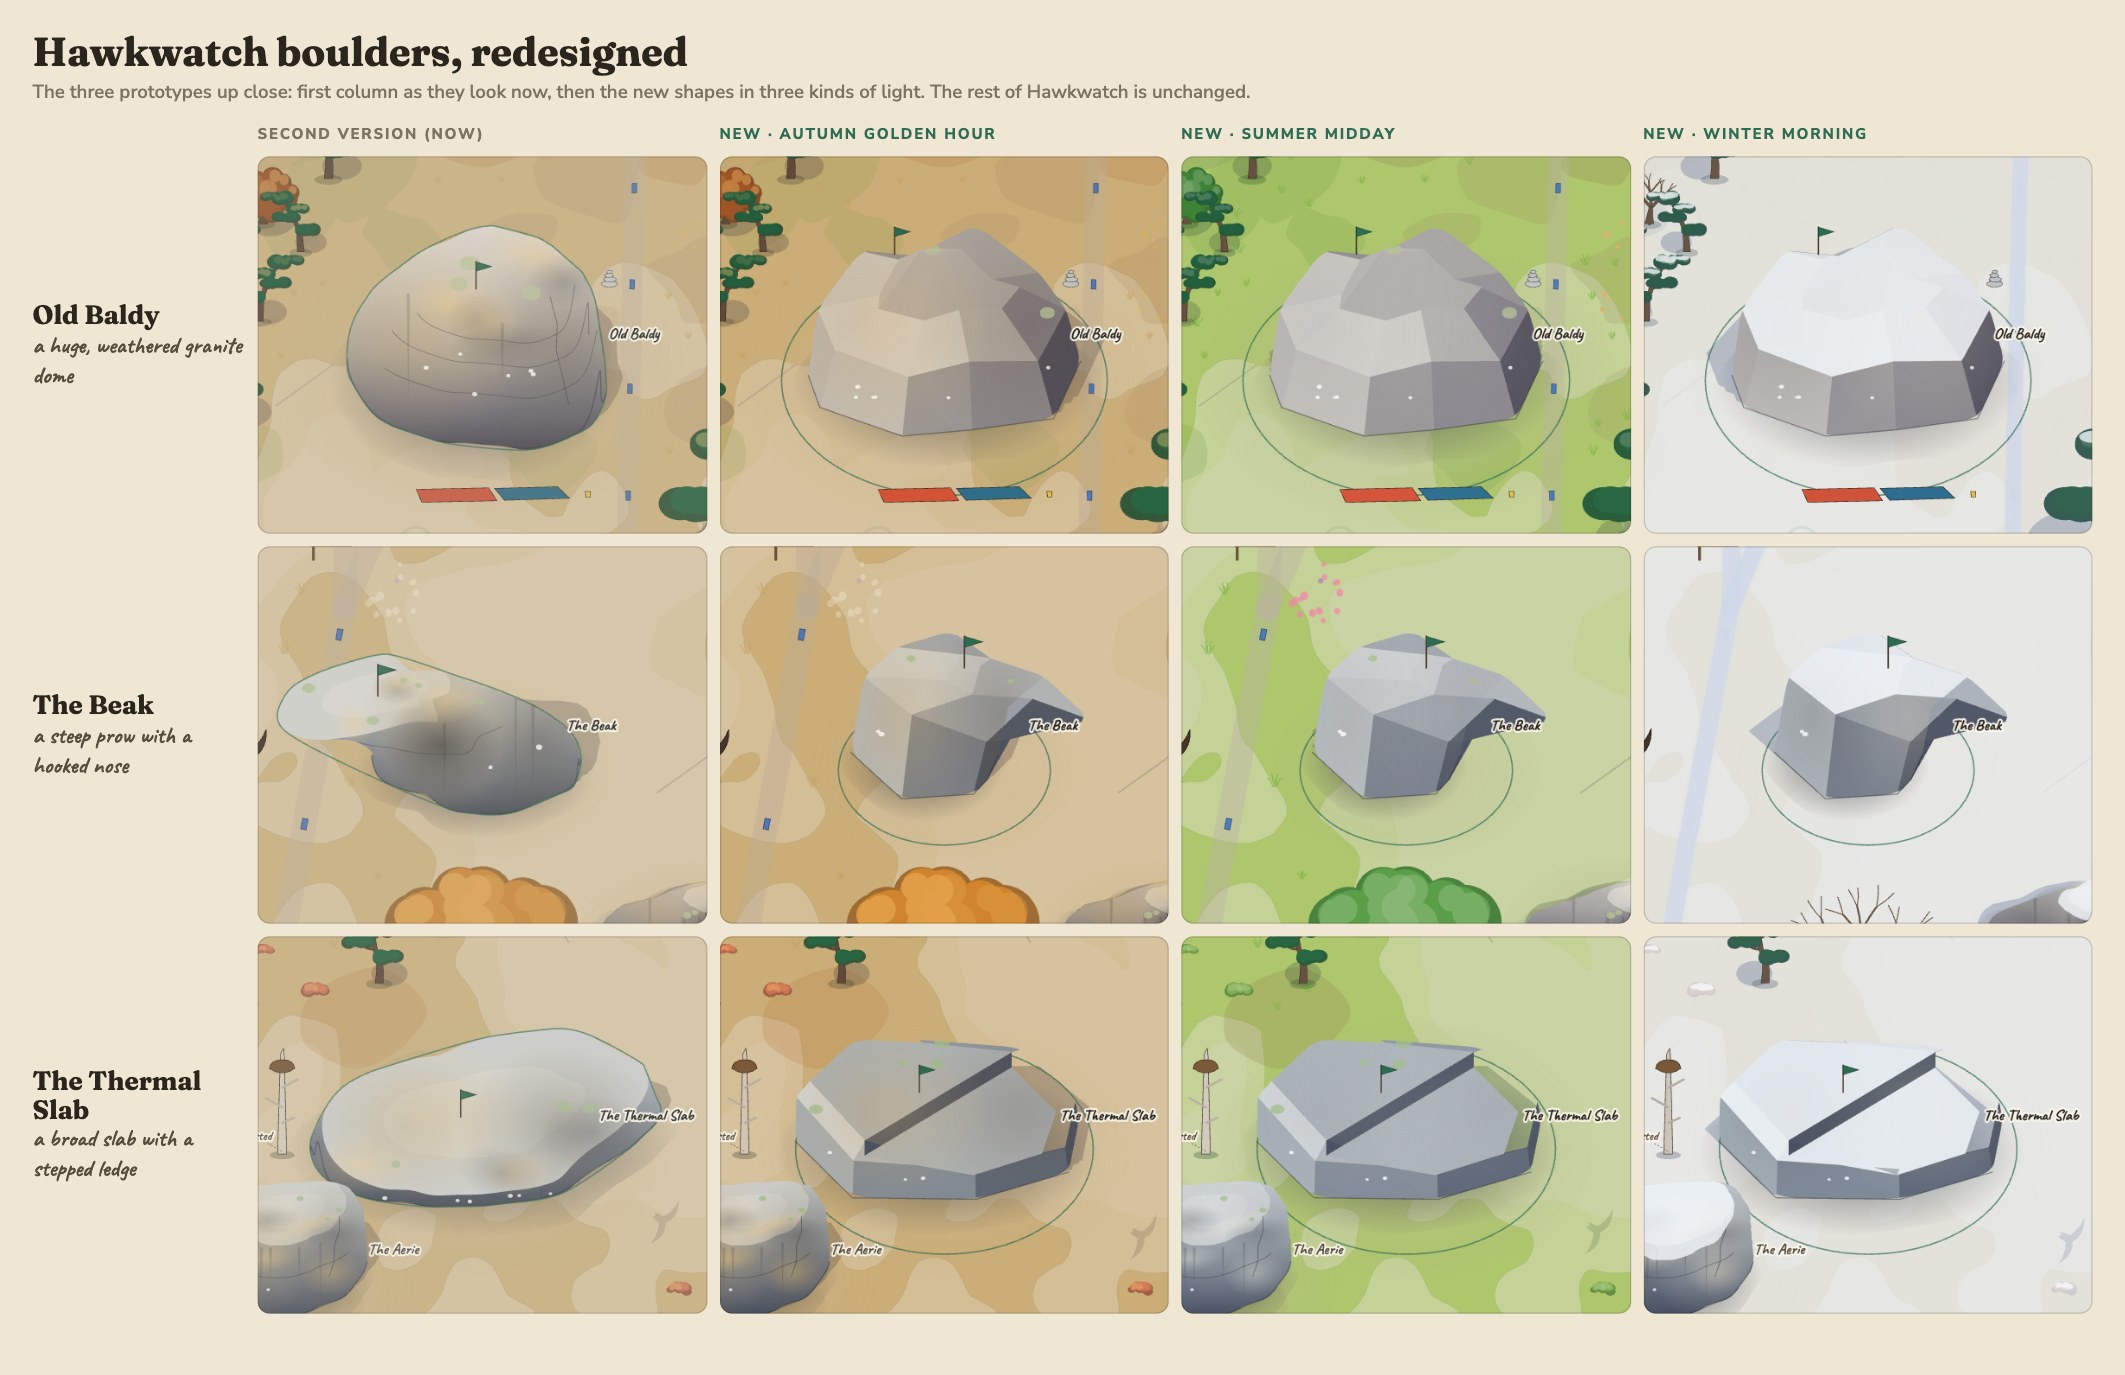 Hawkwatch boulders, redesigned
The three prototypes up close: first column as they look now, then the new shapes in three kinds of light. The rest of Hawkwatch is unchanged.
SECOND VERSION (NOW)
NEW · AUTUMN GOLDEN HOUR
NEW · SUMMER MIDDAY
NEW · WINTER MORNING
Old Baldy
a huge, weathered granite
dome
Old Baldy
Old Baldy
Old Baldy
Old Baldy
The Beak
a steep prow with a
hooked nose
The Beak
The Beak
The Beak
The Beak
The Thermal
Slab
a broad slab with a
stepped ledge
The Thermal Slab
The Thermal Slab
The Thermal Slab
The Thermal Slab
The Aerie
The Aerie
The Aerie
The Aerie